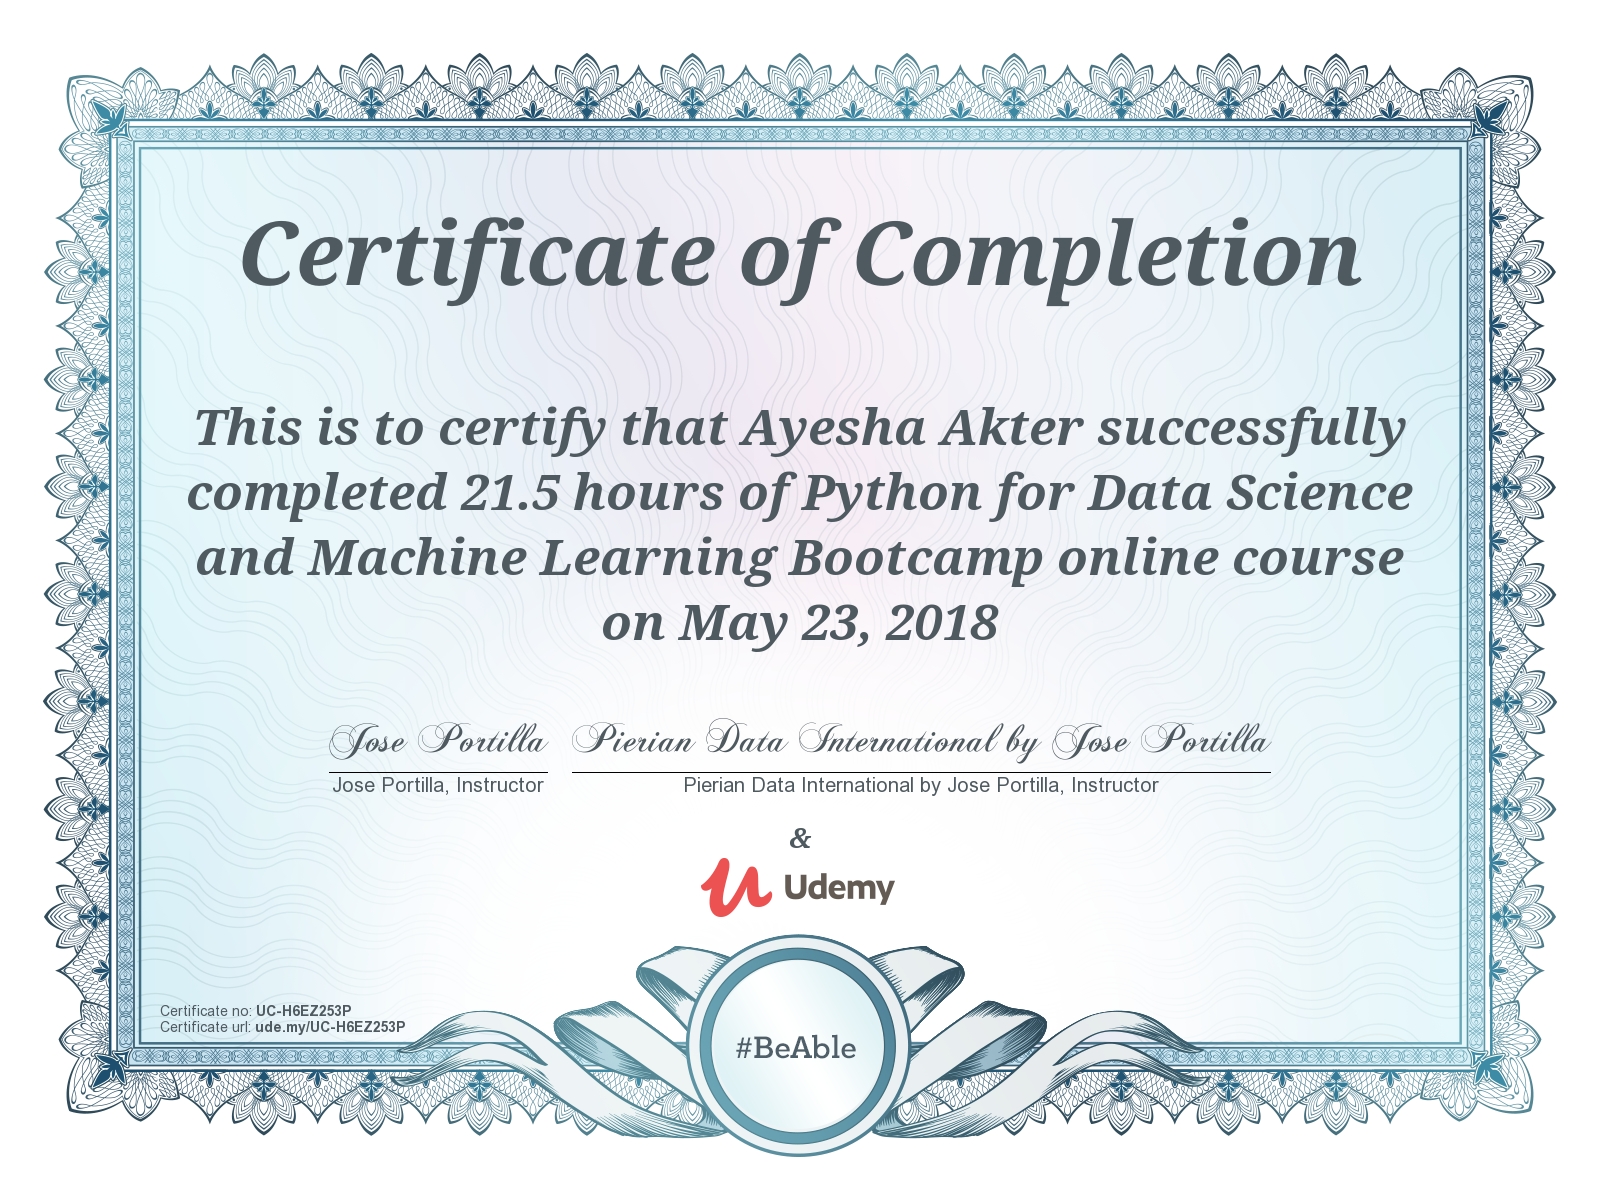 Certificate of Completion
This is to certify that Ayesha Akter successfully
completed 21.5 hours of Python for Data Science
and Machine Learning Bootcamp online course
on May 23, 2018
Jose Portilla
Pierian Data International by Jose Portilla
Jose Portilla, Instructor
Pierian Data International by Jose Portilla, Instructor
&
Udemy
Certificate no: UC-H6EZ253P
Certificate url: ude.my/UC-H6EZ253P
#BeAble